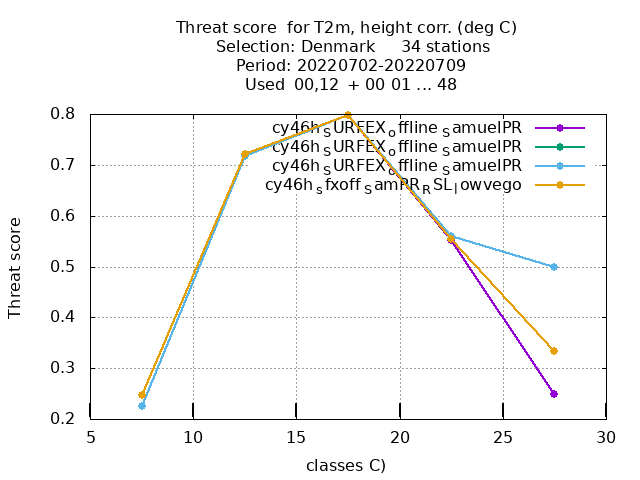 Threat score for T2m, height corr. (deg C)
Selection: Denmark 34 stations
Period: 20220702-20220709
Used 00,12 + 00 01 ... 48
cy46h_SURFEX_offline_SamuelPR
cy46h_SURFEX_offline_SamuelPR
cy46h_SURFEX_offline_SamuelPR
cy46h_sfxoff_SamPR_RSL_lowvego
Threat score
0.8
0.7
0.6
0.5
0.4
0.3
0.2
5 10 15 20 25 30
classes C)